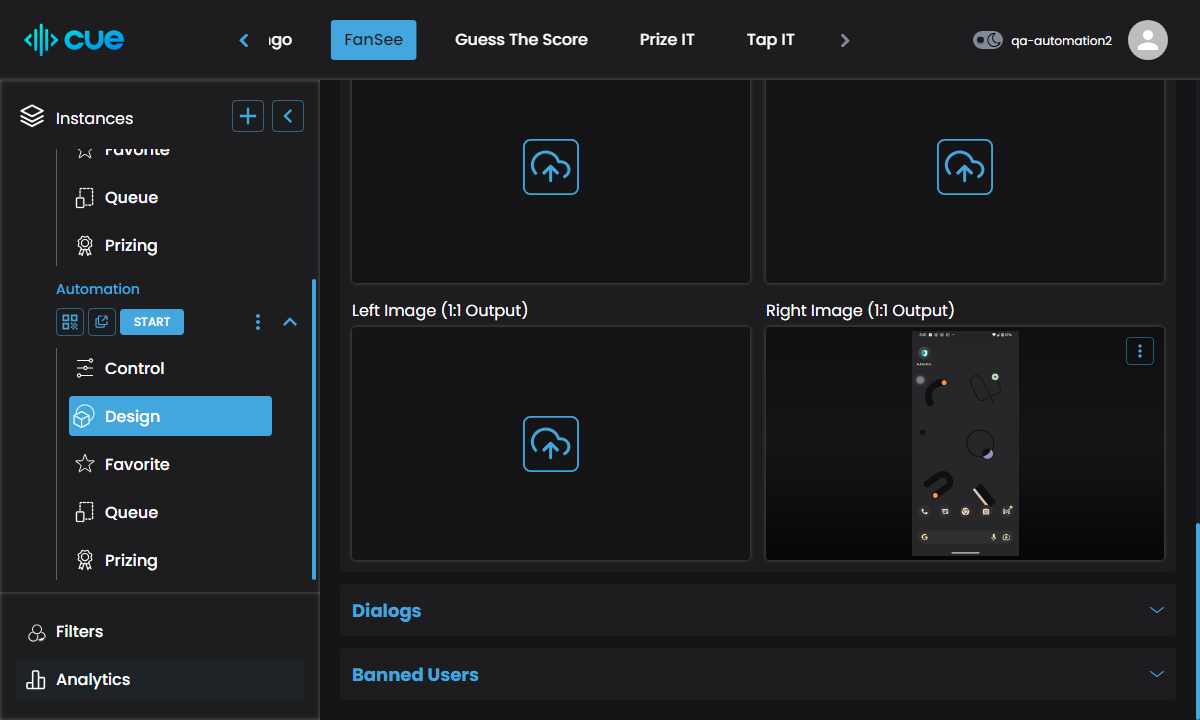 cue
FanSee
Guess The Score
Prize IT
Tap IT
qa-automation2
Instances
Favorite
Queue
Prizing
Automation
START
Control
Design
Favorite
Queue
Prizing
Filters
Analytics
Left Image (1:1 Output)
Right Image (1:1 Output)
Dialogs
Banned Users